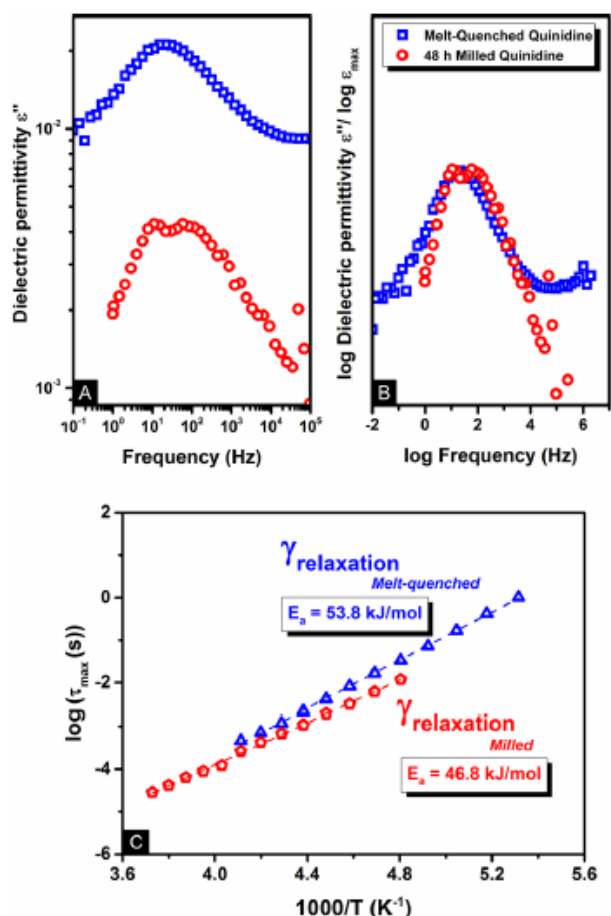 Dielectric permittivity ε''
10⁻²
10⁻³
A
10⁻¹ 10⁰ 10¹ 10² 10³ 10⁴ 10⁵
Frequency (Hz)
log Dielectric permittivity ε''/ log ε_max
Melt-Quenched Quinidine
48 h Milled Quinidine
B
-2 0 2 4 6
log Frequency (Hz)
log (τ_max (s))
2
0
-2
-4
-6
γ_relaxation
Melt-quenched
E_a = 53.8 kJ/mol
γ_relaxation
Milled
E_a = 46.8 kJ/mol
C
3.6 4.0 4.4 4.8 5.2 5.6
1000/T (K⁻¹)